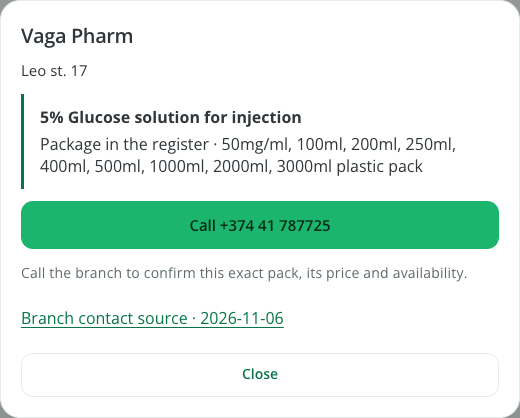 Vaga Pharm
Leo st. 17
5% Glucose solution for injection
Package in the register · 50mg/ml, 100ml, 200ml, 250ml,
400ml, 500ml, 1000ml, 2000ml, 3000ml plastic pack
Call +374 41 787725
Call the branch to confirm this exact pack, its price and availability.
Branch contact source · 2026-11-06
Close